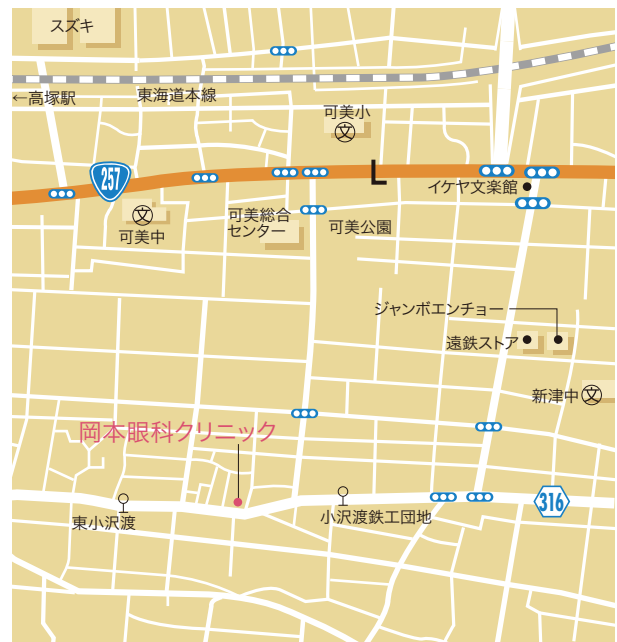 スズキ
←高塚駅
東海道本線
可美小
文
257
イケヤ文楽館
文
可美中
可美総合
センター
可美公園
ジャンボエンチョー
遠鉄ストア
新津中
文
岡本眼科クリニック
東小沢渡
小沢渡鉄工団地
316